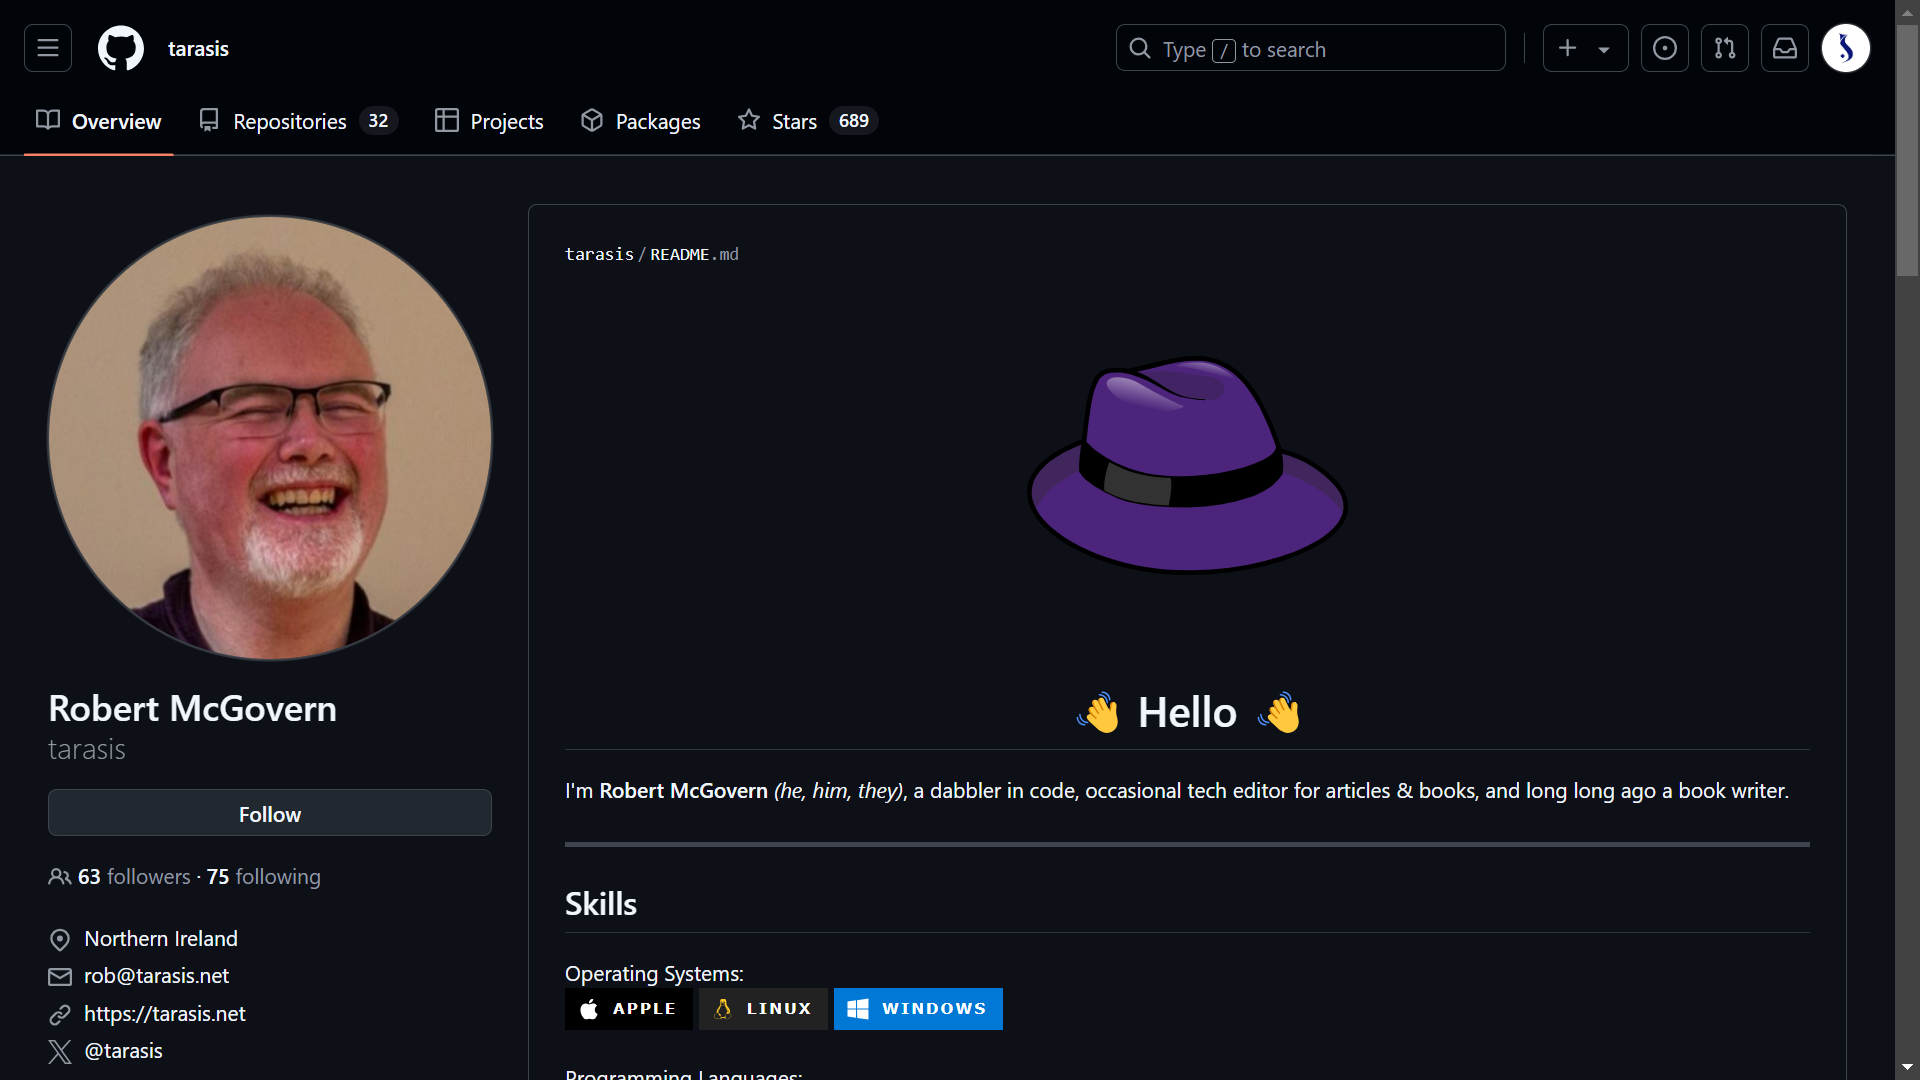 tarasis
Type / to search
Overview
Repositories 32
Projects
Packages
Stars 689
tarasis/README.md
Robert McGovern
tarasis
Follow
63 followers · 75 following
Northern Ireland
rob@tarasis.net
https://tarasis.net
@tarasis
👋 Hello 👋
I'm Robert McGovern (he, him, they), a dabbler in code, occasional tech editor for articles & books, and long long ago a book writer.
Skills
Operating Systems:
APPLE LINUX WINDOWS
Programming Languages: